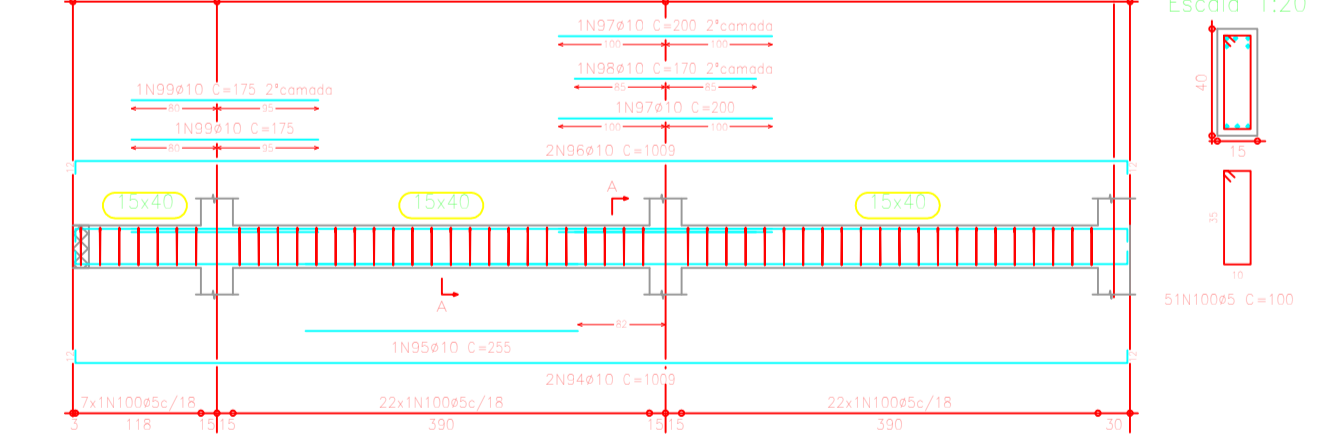 Escala 1:20
1N97ø10 C=200 2ªcamada
100 100
1N98ø10 C=170 2ªcamada
85 85
1N99ø10 C=175 2ªcamada
80 95
1N97ø10 C=200
100 100
1N99ø10 C=175
80 95
2N96ø10 C=1009
12 12
15x40 15x40 15x40
A
A
82
1N95ø10 C=255
12 12
2N94ø10 C=1009
7x1N100ø5c/18 22x1N100ø5c/18 22x1N100ø5c/18
3 118 15 15 390 15 15 390 30
40
15
35
10
51N100ø5 C=100